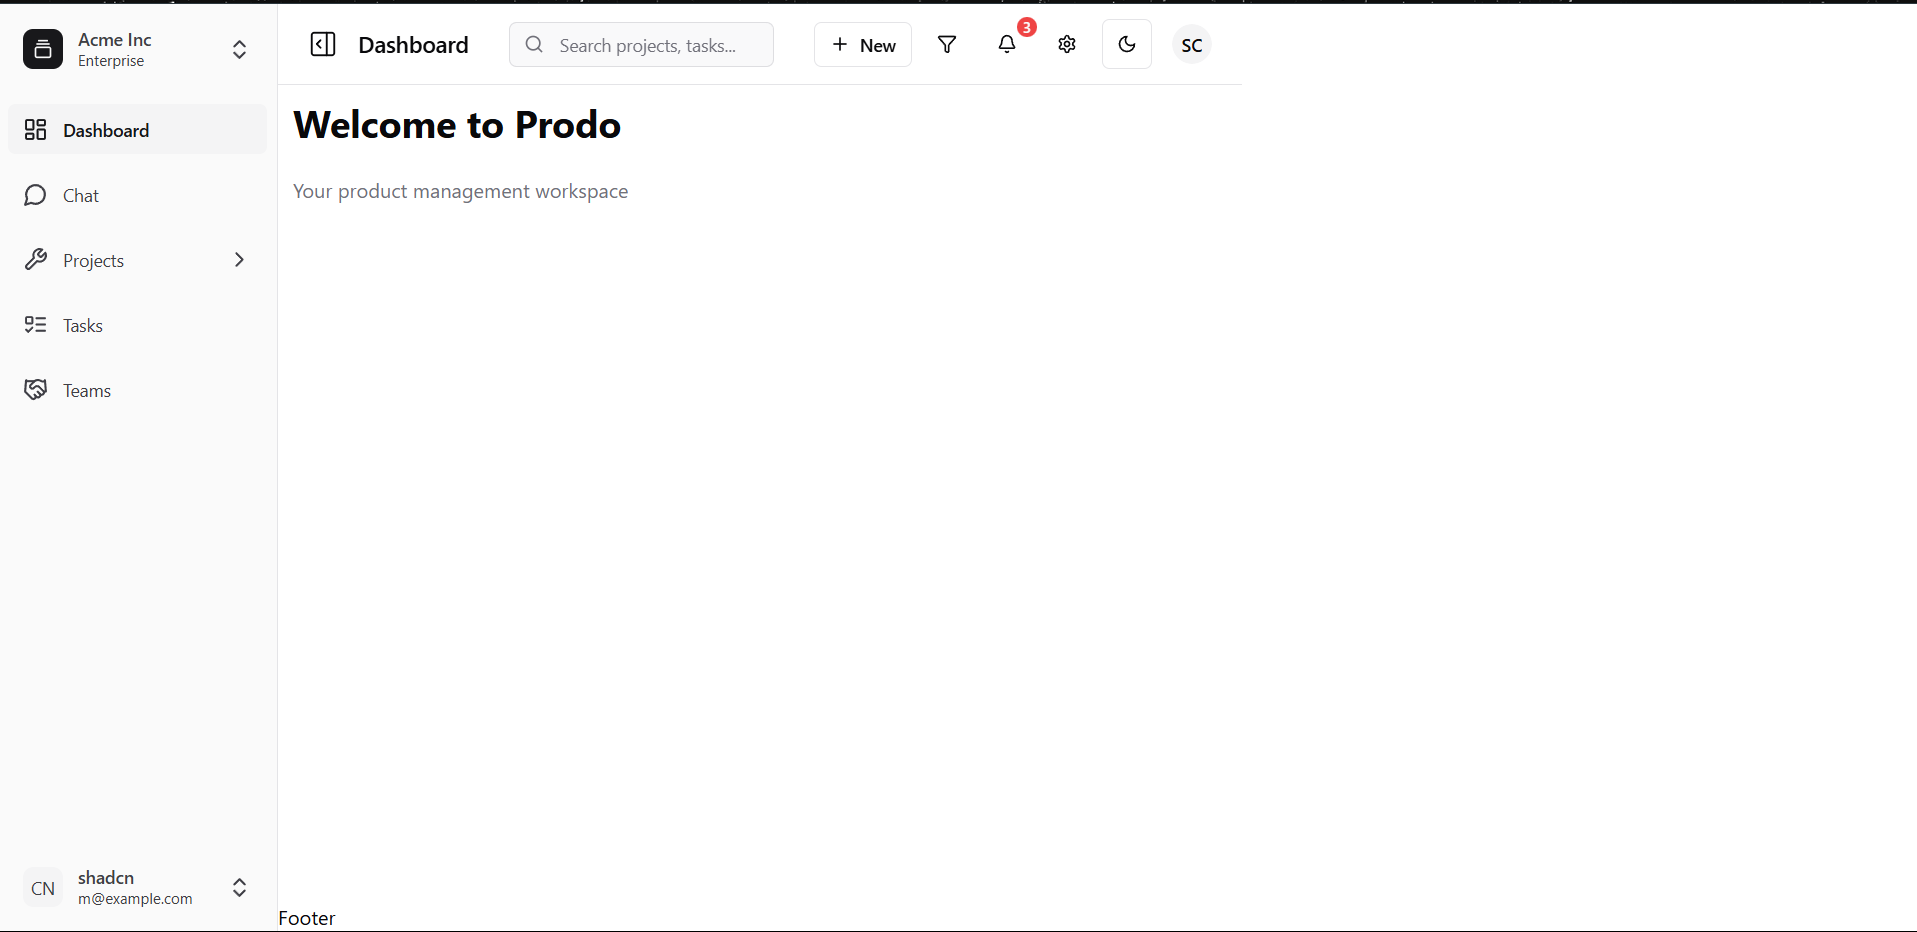 Acme Inc
Enterprise
Dashboard
Chat
Projects
Tasks
Teams
CN
shadcn
m@example.com
Dashboard
Search projects, tasks...
New
3
SC
Welcome to Prodo
Your product management workspace
Footer